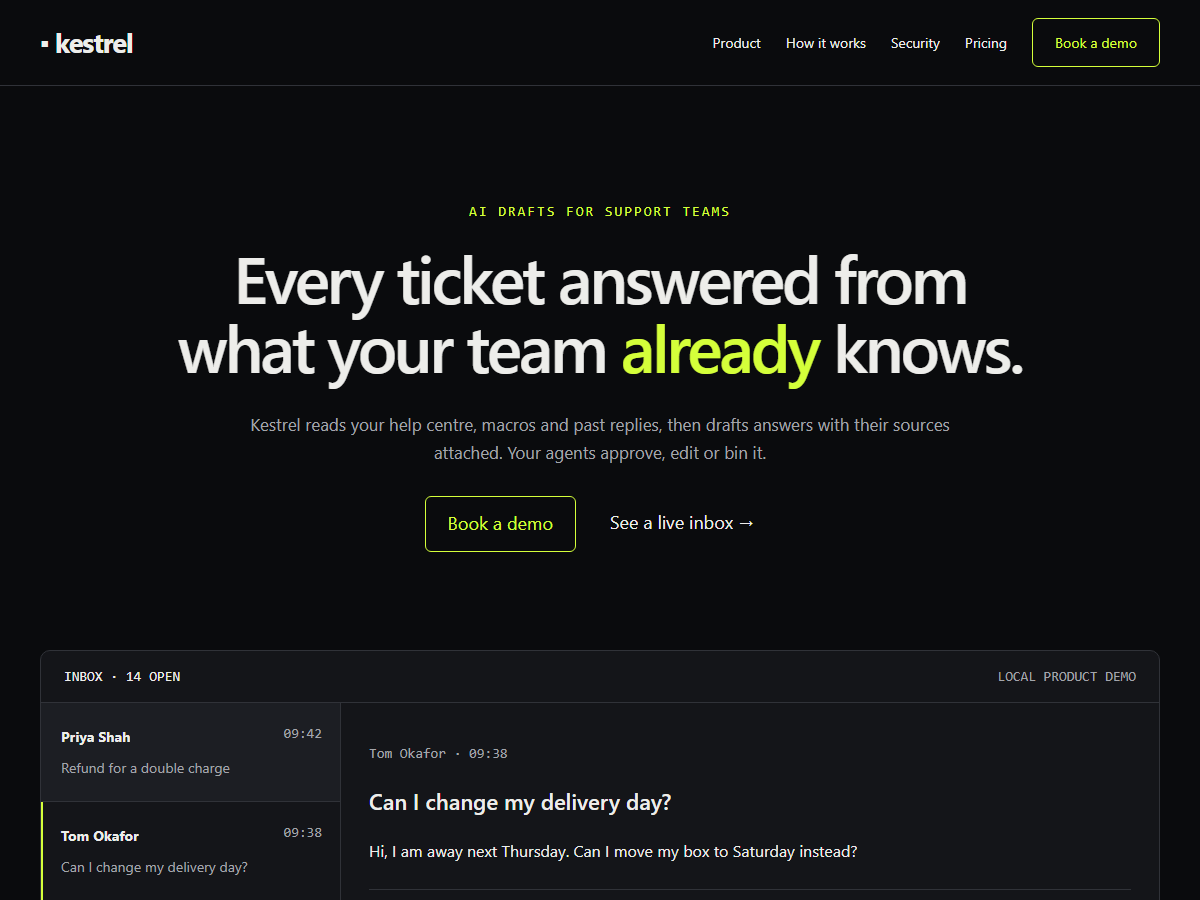 kestrel
Product
How it works
Security
Pricing
Book a demo
AI DRAFTS FOR SUPPORT TEAMS
Every ticket answered from
what your team already knows.
Kestrel reads your help centre, macros and past replies, then drafts answers with their sources
attached. Your agents approve, edit or bin it.
Book a demo
See a live inbox →
INBOX · 14 OPEN
LOCAL PRODUCT DEMO
Priya Shah
09:42
Refund for a double charge
Tom Okafor
09:38
Can I change my delivery day?
Tom Okafor · 09:38
Can I change my delivery day?
Hi, I am away next Thursday. Can I move my box to Saturday instead?